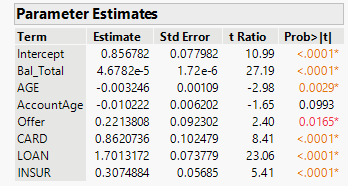 Parameter Estimates
Term Estimate Std Error t Ratio Prob>|t|
Intercept 0.856782 0.077982 10.99 <.0001*
Bal_Total 4.6782e-5 1.72e-6 27.19 <.0001*
AGE -0.003246 0.00109 -2.98 0.0029*
AccountAge -0.010222 0.006202 -1.65 0.0993
Offer 0.2213808 0.092302 2.40 0.0165*
CARD 0.8620736 0.102479 8.41 <.0001*
LOAN 1.7013172 0.073779 23.06 <.0001*
INSUR 0.3074884 0.05685 5.41 <.0001*